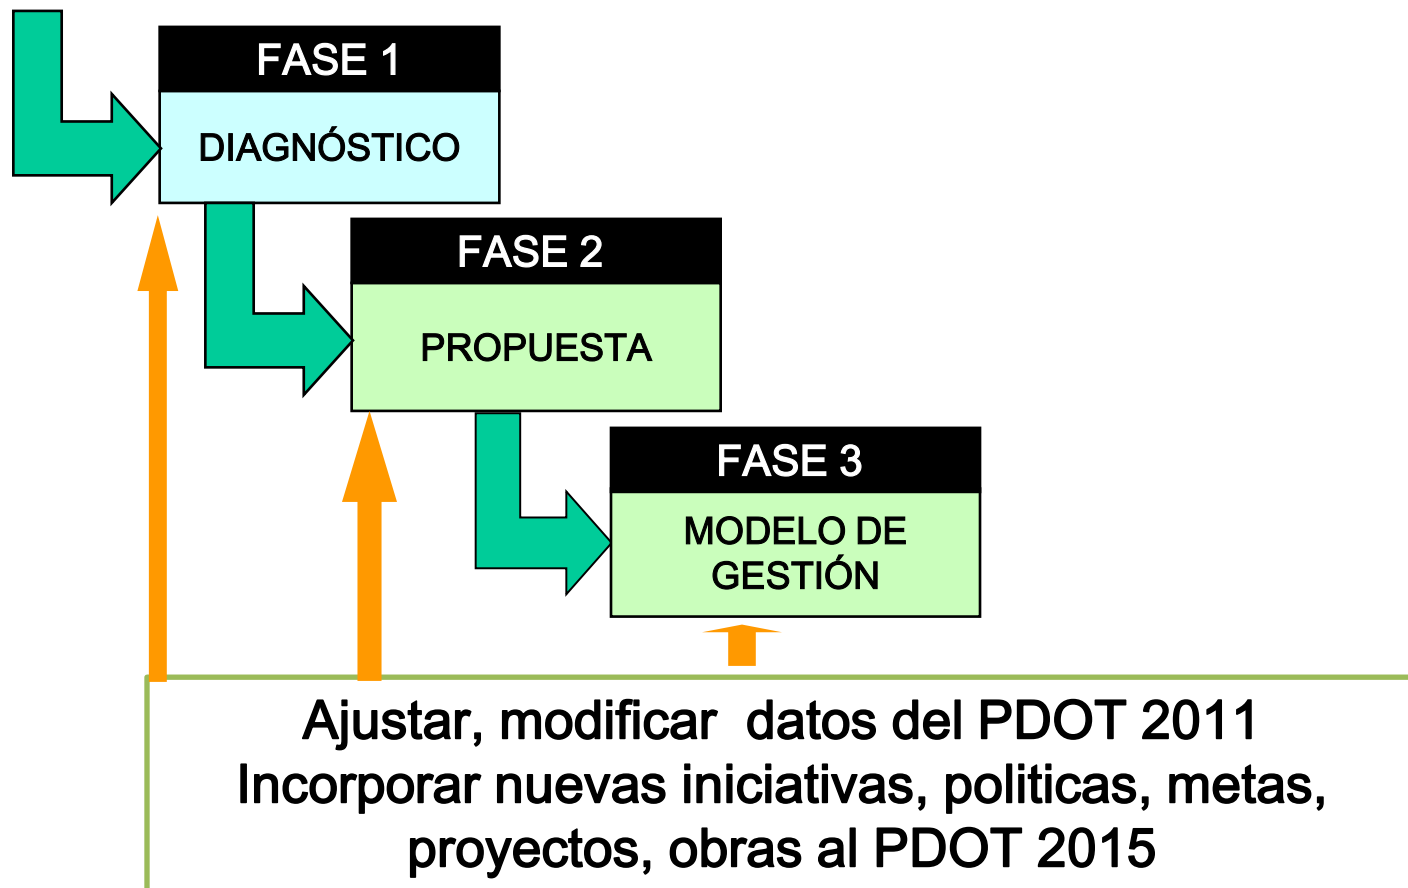 FASE 1
DIAGNÓSTICO
FASE 2
PROPUESTA
FASE 3
MODELO DE
GESTIÓN
Ajustar, modificar datos del PDOT 2011
Incorporar nuevas iniciativas, politicas, metas,
proyectos, obras al PDOT 2015